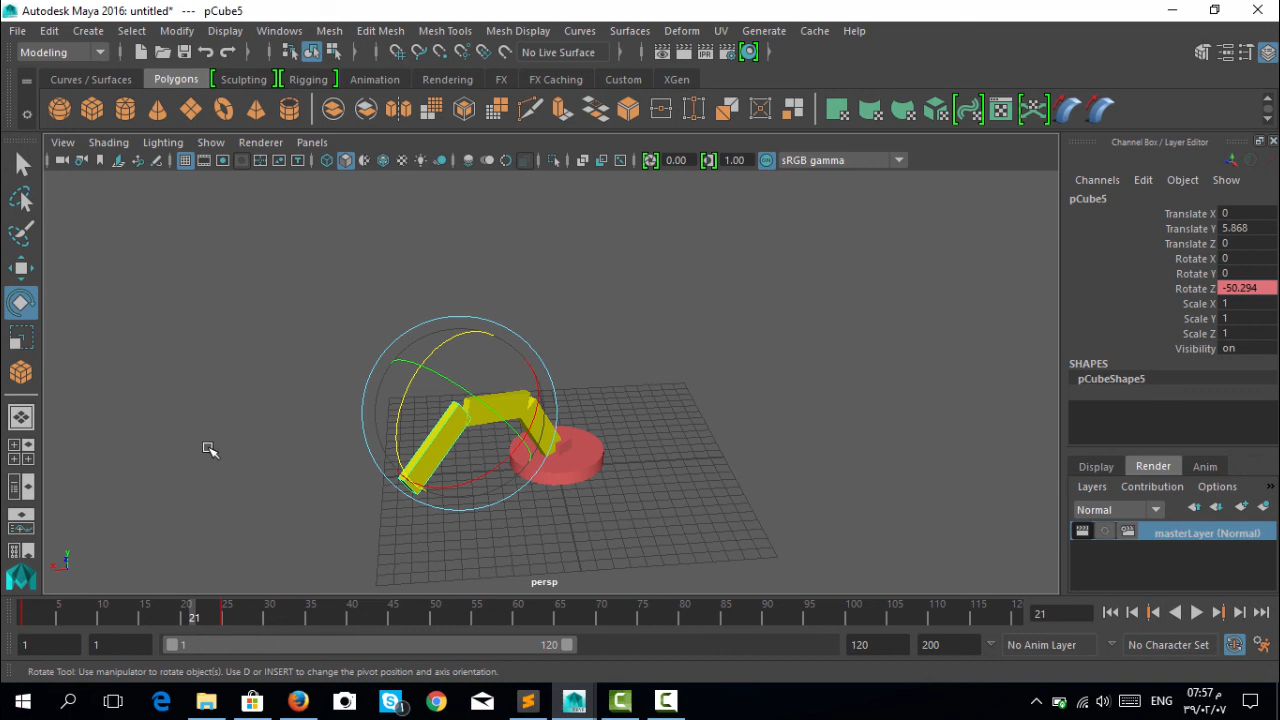 Autodesk Maya 2016: untitled* --- pCube5
File Edit Create Select Modify Display Windows Mesh Edit Mesh Mesh Tools Mesh Display Curves Surfaces Deform UV Generate Cache Help
Modeling No Live Surface
Curves / Surfaces Polygons Sculpting Rigging Animation Rendering FX FX Caching Custom XGen
View Shading Lighting Show Renderer Panels
0.00 1.00 sRGB gamma
Channel Box / Layer Editor
Channels Edit Object Show
pCube5
Translate X 0
Translate Y 5.868
Translate Z 0
Rotate X 0
Rotate Y 0
Rotate Z -50.294
Scale X 1
Scale Y 1
Scale Z 1
Visibility on
SHAPES
pCubeShape5
Display Render Anim
Layers Contribution Options
Normal
masterLayer (Normal)
persp
5 10 15 20 25 30 35 40 45 50 55 60 65 70 75 80 85 90 95 100 105 110 115 12
21 21
1 1 1 120 120 200 No Anim Layer No Character Set
Rotate Tool: Use manipulator to rotate object(s). Use D or INSERT to change the pivot position and axis orientation.
ENG
07:57 م
٣٩/٠٢/٠٧